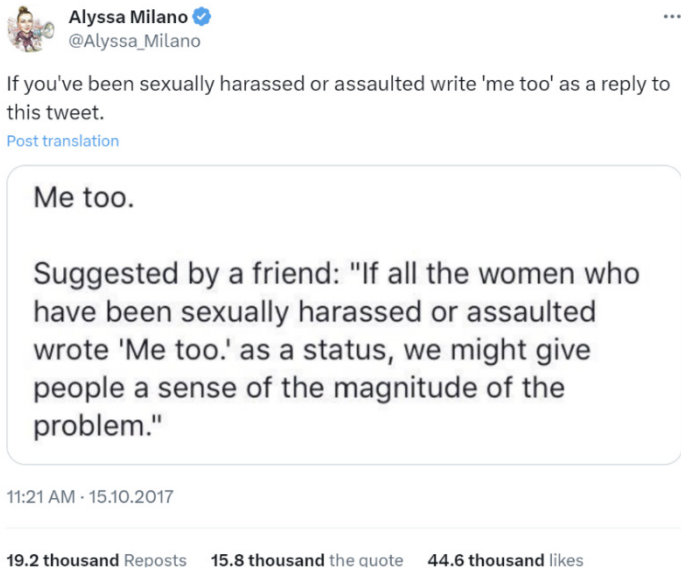 Alyssa Milano
@Alyssa_Milano
If you've been sexually harassed or assaulted write 'me too' as a reply to
this tweet.
Post translation
Me too.
Suggested by a friend: "If all the women who
have been sexually harassed or assaulted
wrote 'Me too.' as a status, we might give
people a sense of the magnitude of the
problem."
11:21 AM · 15.10.2017
19.2 thousand Reposts 15.8 thousand the quote 44.6 thousand likes